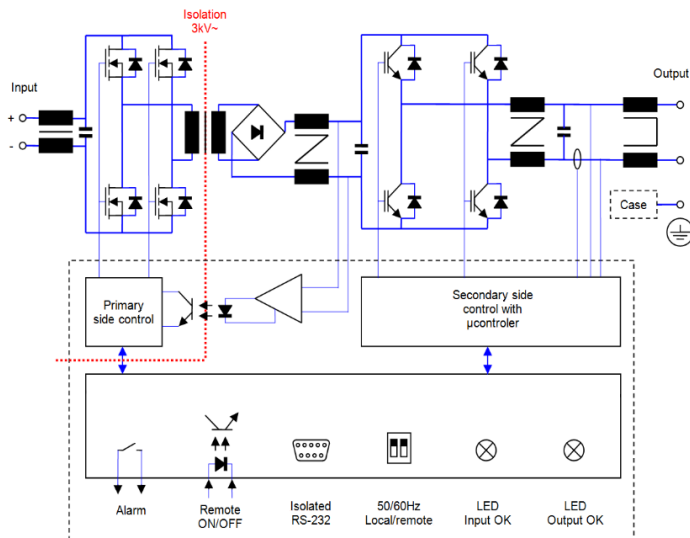 Isolation
3kV~
Input
Output
+
-
Case
Primary
side control
Secondary side
control with
µcontroler
Alarm
Remote
ON/OFF
Isolated
RS-232
50/60Hz
Local/remote
LED
Input OK
LED
Output OK